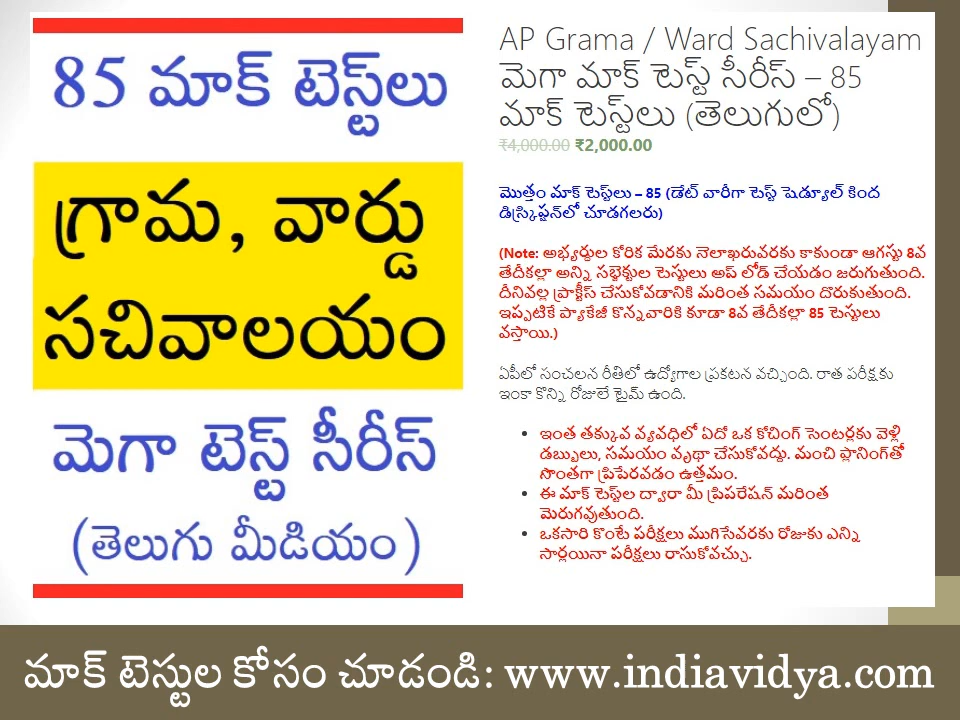 85 మాక్ టెస్ట్‌లు
గ్రామ, వార్డు
సచివాలయం
మెగా టెస్ట్ సీరీస్
(తెలుగు మీడియం)
AP Grama / Ward Sachivalayam
మెగా మాక్ టెస్ట్ సీరీస్ – 85
మాక్ టెస్ట్‌లు (తెలుగులో)
₹4,000.00 ₹2,000.00
మొత్తం మాక్ టెస్ట్‌లు – 85 (డేట్ వారీగా టెస్ట్ షెడ్యూల్ కింద
డిస్క్రిప్షన్‌లో చూడగలరు)
(Note: అభ్యర్థుల కోరిక మేరకు నెలాఖరువరకు కాకుండా ఆగస్టు 8వ
తేదీకల్లా అన్ని సబ్జెక్టుల టెస్టులు అప్ లోడ్ చేయడం జరుగుతుంది.
దీనివల్ల ప్రాక్టీస్ చేసుకోవడానికి మరింత సమయం దొరుకుతుంది.
ఇప్పటికే ప్యాకేజీ కొన్నవారికి కూడా 8వ తేదీకల్లా 85 టెస్టులు
వస్తాయి.)
ఏపీలో సంచలన రీతిలో ఉద్యోగాల ప్రకటన వచ్చింది. రాత పరీక్షకు
ఇంకా కొన్ని రోజులే టైమ్ ఉంది.
• ఇంత తక్కువ వ్యవధిలో ఏదో ఒక కోచింగ్ సెంటర్లకు వెళ్లి
డబ్బులు, సమయం వృథా చేసుకోవద్దు. మంచి ప్లానింగ్‌తో
సొంతగా ప్రిపేరవడం ఉత్తమం.
• ఈ మాక్ టెస్ట్‌ల ద్వారా మీ ప్రిపరేషన్ మరింత
మెరుగవుతుంది.
• ఒకసారి కొంటే పరీక్షలు ముగిసేవరకు రోజుకు ఎన్ని
సార్లయినా పరీక్షలు రాసుకోవచ్చు.
మాక్ టెస్టుల కోసం చూడండి: www.indiavidya.com